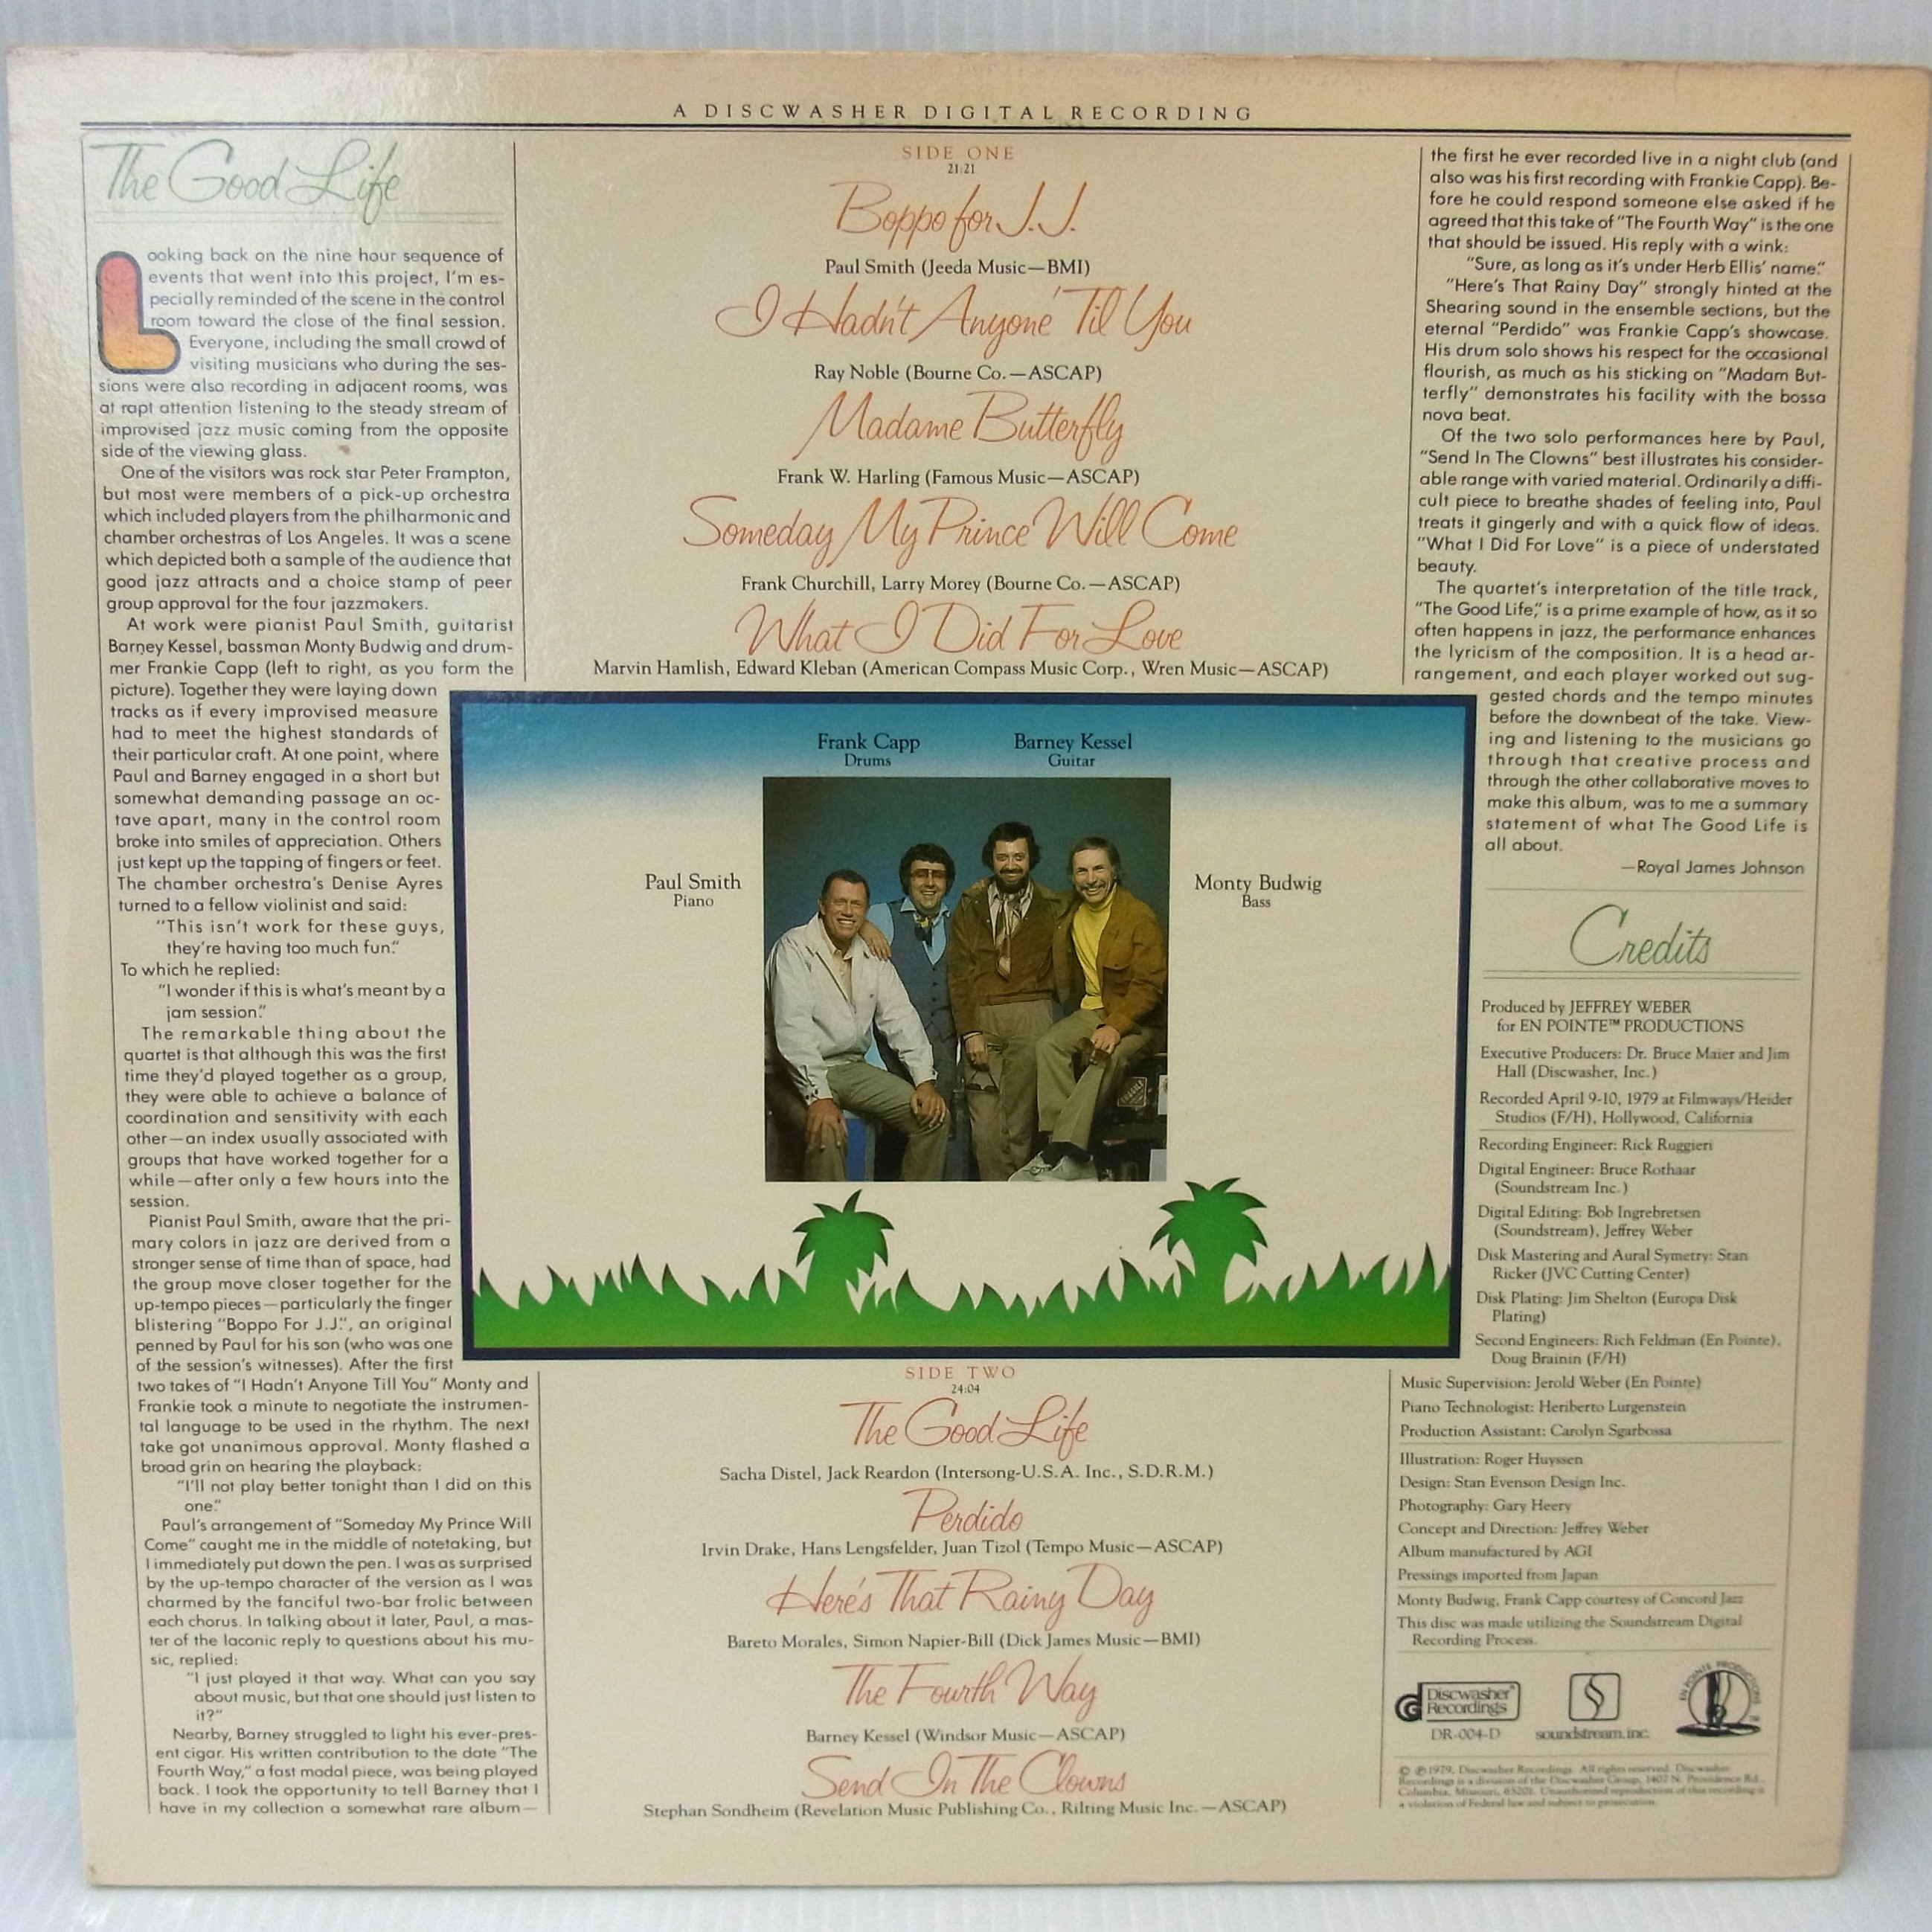 A DISCWASHER DIGITAL RECORDING
The Good Life
Looking back on the nine hour sequence of
events that went into this project, I'm es-
pecially reminded of the scene in the control
room toward the close of the final session.
Everyone, including the small crowd of
visiting musicians who during the ses-
sions were also recording in adjacent rooms, was
at rapt attention listening to the steady stream of
improvised jazz music coming from the opposite
side of the viewing glass.
One of the visitors was rock star Peter Frampton,
but most were members of a pick-up orchestra
which included players from the philharmonic and
chamber orchestras of Los Angeles. It was a scene
which depicted both a sample of the audience that
good jazz attracts and a choice stamp of peer
group approval for the four jazzmakers.
At work were pianist Paul Smith, guitarist
Barney Kessel, bassman Monty Budwig and drum-
mer Frankie Capp (left to right, as you form the
picture). Together they were laying down
tracks as if every improvised measure
had to meet the highest standards of
their particular craft. At one point, where
Paul and Barney engaged in a short but
somewhat demanding passage an oc-
tave apart, many in the control room
broke into smiles of appreciation. Others
just kept up the tapping of fingers or feet.
The chamber orchestra's Denise Ayres
turned to a fellow violinist and said:
"This isn't work for these guys,
they're having too much fun."
To which he replied:
"I wonder if this is what's meant by a
jam session."
The remarkable thing about the
quartet is that although this was the first
time they'd played together as a group,
they were able to achieve a balance of
coordination and sensitivity with each
other—an index usually associated with
groups that have worked together for a
while—after only a few hours into the
session.
Pianist Paul Smith, aware that the pri-
mary colors in jazz are derived from a
stronger sense of time than of space, had
the group move closer together for the
up-tempo pieces—particularly the finger
blistering "Boppo For J.J.", an original
penned by Paul for his son (who was one
of the session's witnesses). After the first
two takes of "I Hadn't Anyone Till You" Monty and
Frankie took a minute to negotiate the instrumen-
tal language to be used in the rhythm. The next
take got unanimous approval. Monty flashed a
broad grin on hearing the playback:
"I'll not play better tonight than I did on this
one."
Paul's arrangement of "Someday My Prince Will
Come" caught me in the middle of notetaking, but
I immediately put down the pen. I was as surprised
by the up-tempo character of the version as I was
charmed by the fanciful two-bar frolic between
each chorus. In talking about it later, Paul, a mas-
ter of the laconic reply to questions about his mu-
sic, replied:
"I just played it that way. What can you say
about music, but that one should just listen to
it?"
Nearby, Barney struggled to light his ever-pres-
ent cigar. His written contribution to the date "The
Fourth Way," a fast modal piece, was being played
back. I took the opportunity to tell Barney that I
have in my collection a somewhat rare album—
SIDE ONE
21:21
Boppo for J.J.
Paul Smith (Jeeda Music—BMI)
I Hadn't Anyone 'Til You
Ray Noble (Bourne Co.—ASCAP)
Madame Butterfly
Frank W. Harling (Famous Music—ASCAP)
Someday My Prince Will Come
Frank Churchill, Larry Morey (Bourne Co.—ASCAP)
What I Did For Love
Marvin Hamlish, Edward Kleban (American Compass Music Corp., Wren Music—ASCAP)
Frank Capp
Drums
Barney Kessel
Guitar
Paul Smith
Piano
Monty Budwig
Bass
SIDE TWO
24:04
The Good Life
Sacha Distel, Jack Reardon (Intersong-U.S.A. Inc., S.D.R.M.)
Perdido
Irvin Drake, Hans Lengsfelder, Juan Tizol (Tempo Music—ASCAP)
Here's That Rainy Day
Bareto Morales, Simon Napier-Bill (Dick James Music—BMI)
The Fourth Way
Barney Kessel (Windsor Music—ASCAP)
Send In The Clowns
Stephan Sondheim (Revelation Music Publishing Co., Rilting Music Inc.—ASCAP)
the first he ever recorded live in a night club (and
also was his first recording with Frankie Capp). Be-
fore he could respond someone else asked if he
agreed that this take of "The Fourth Way" is the one
that should be issued. His reply with a wink:
"Sure, as long as it's under Herb Ellis' name."
"Here's That Rainy Day" strongly hinted at the
Shearing sound in the ensemble sections, but the
eternal "Perdido" was Frankie Capp's showcase.
His drum solo shows his respect for the occasional
flourish, as much as his sticking on "Madam But-
terfly" demonstrates his facility with the bossa
nova beat.
Of the two solo performances here by Paul,
"Send In The Clowns" best illustrates his consider-
able range with varied material. Ordinarily a diffi-
cult piece to breathe shades of feeling into, Paul
treats it gingerly and with a quick flow of ideas.
"What I Did For Love" is a piece of understated
beauty.
The quartet's interpretation of the title track,
"The Good Life," is a prime example of how, as it so
often happens in jazz, the performance enhances
the lyricism of the composition. It is a head ar-
rangement, and each player worked out sug-
gested chords and the tempo minutes
before the downbeat of the take. View-
ing and listening to the musicians go
through that creative process and
through the other collaborative moves to
make this album, was to me a summary
statement of what The Good Life is
all about.
—Royal James Johnson
Credits
Produced by JEFFREY WEBER
for EN POINTE™ PRODUCTIONS
Executive Producers: Dr. Bruce Maier and Jim
Hall (Discwasher, Inc.)
Recorded April 9-10, 1979 at Filmways/Heider
Studios (F/H), Hollywood, California
Recording Engineer: Rick Ruggieri
Digital Engineer: Bruce Rothaar
(Soundstream Inc.)
Digital Editing: Bob Ingrebretsen
(Soundstream), Jeffrey Weber
Disk Mastering and Aural Symetry: Stan
Ricker (JVC Cutting Center)
Disk Plating: Jim Shelton (Europa Disk
Plating)
Second Engineers: Rich Feldman (En Pointe),
Doug Brainin (F/H)
Music Supervision: Jerold Weber (En Pointe)
Piano Technologist: Heriberto Lurgenstein
Production Assistant: Carolyn Sgarbossa
Illustration: Roger Huyssen
Design: Stan Evenson Design Inc.
Photography: Gary Heery
Concept and Direction: Jeffrey Weber
Album manufactured by AGI
Pressings imported from Japan
Monty Budwig, Frank Capp courtesy of Concord Jazz
This disc was made utilizing the Soundstream Digital
Recording Process.
Discwasher®
Recordings
DR-004-D
soundstream, inc.
EN POINTE PRODUCTIONS
© ℗ 1979, Discwasher Recordings. All rights reserved. Discwasher
Recordings is a division of the Discwasher Group, 1407 N. Providence Rd.,
Columbia, Missouri, 65201. Unauthorized reproduction of this recording is
a violation of Federal law and subject to prosecution.